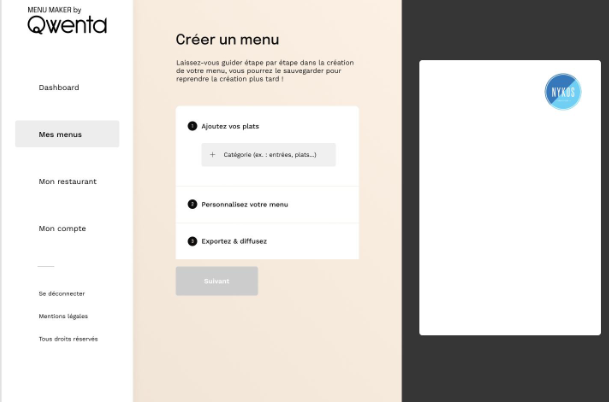 MENU MAKER by
Qwenta
Dashboard
Mes menus
Mon restaurant
Mon compte
Se déconnecter
Mentions légales
Tous droits réservés
Créer un menu
Laissez-vous guider étape par étape dans la création
de votre menu, vous pourrez le sauvegarder pour
reprendre la création plus tard !
1 Ajoutez vos plats
+ Catégorie (ex. : entrées, plats...)
2 Personnalisez votre menu
3 Exportez & diffusez
Suivant
NYKOS